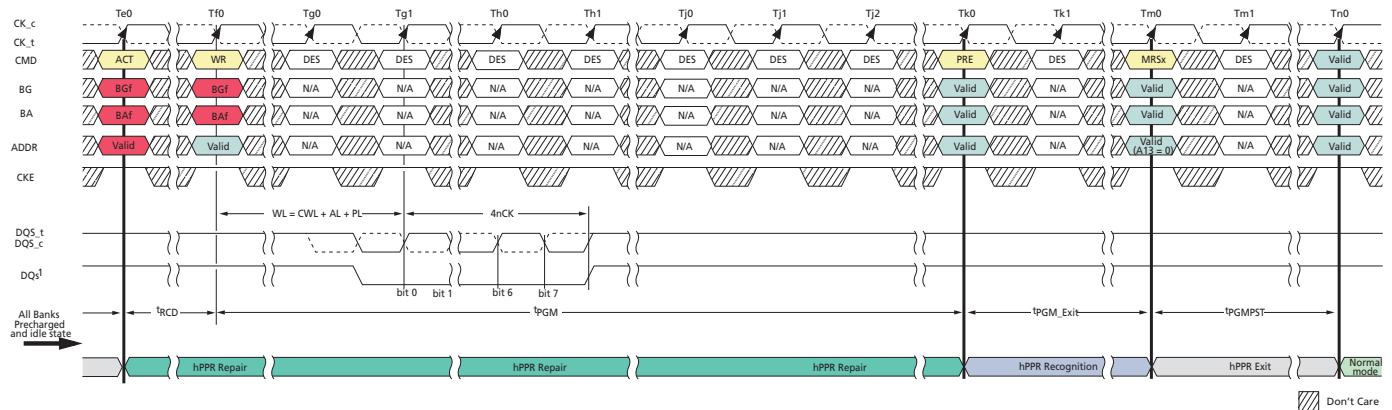 Te0 Tf0 Tg0 Tg1 Th0 Th1 Tj0 Tj1 Tj2 Tk0 Tk1 Tm0 Tm1 Tn0
CK_c
CK_t
CMD ACT WR DES DES DES DES DES DES DES PRE DES MRSx DES Valid
BG BGf BGf N/A N/A N/A N/A N/A N/A N/A Valid N/A Valid N/A Valid
BA BAf BAf N/A N/A N/A N/A N/A N/A N/A Valid N/A Valid N/A Valid
ADDR Valid Valid N/A N/A N/A N/A N/A N/A N/A Valid N/A Valid N/A Valid
(A13 = 0)
CKE
WL = CWL + AL + PL 4nCK
DQS_t
DQS_c
DQs1
bit 0 bit 1 bit 6 bit 7
All Banks
Precharged
and idle state
tRCD tPGM tPGM_Exit tPGMPST
hPPR Repair hPPR Repair hPPR Repair hPPR Recognition hPPR Exit Normal
mode
Don't Care